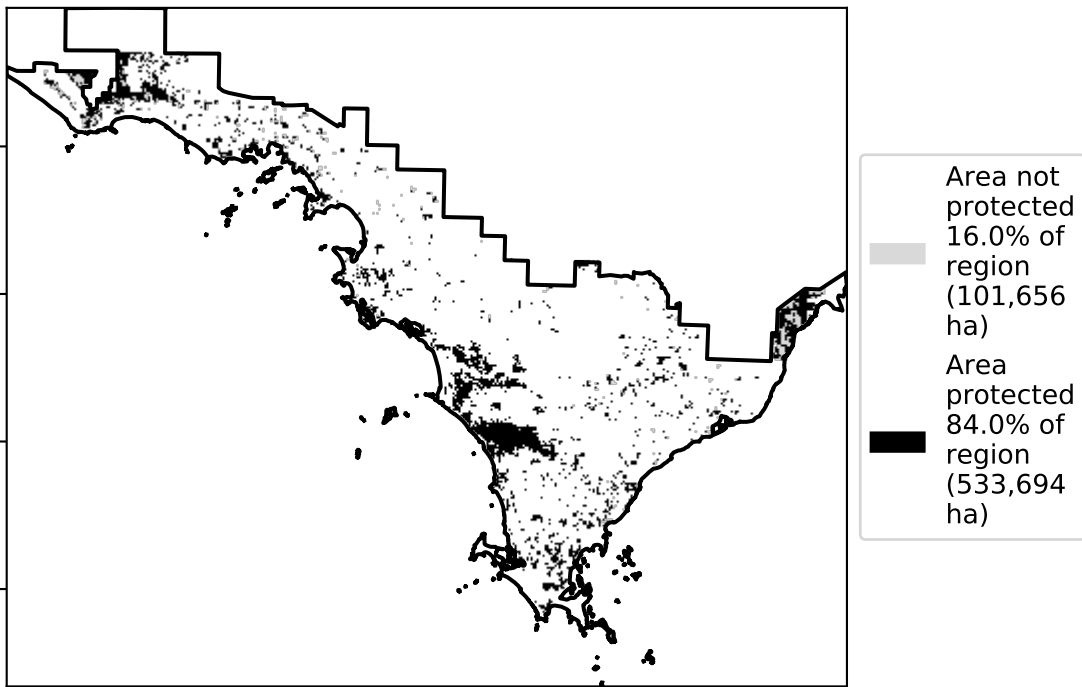 Area not
protected
16.0% of
region
(101,656
ha)
Area
protected
84.0% of
region
(533,694
ha)